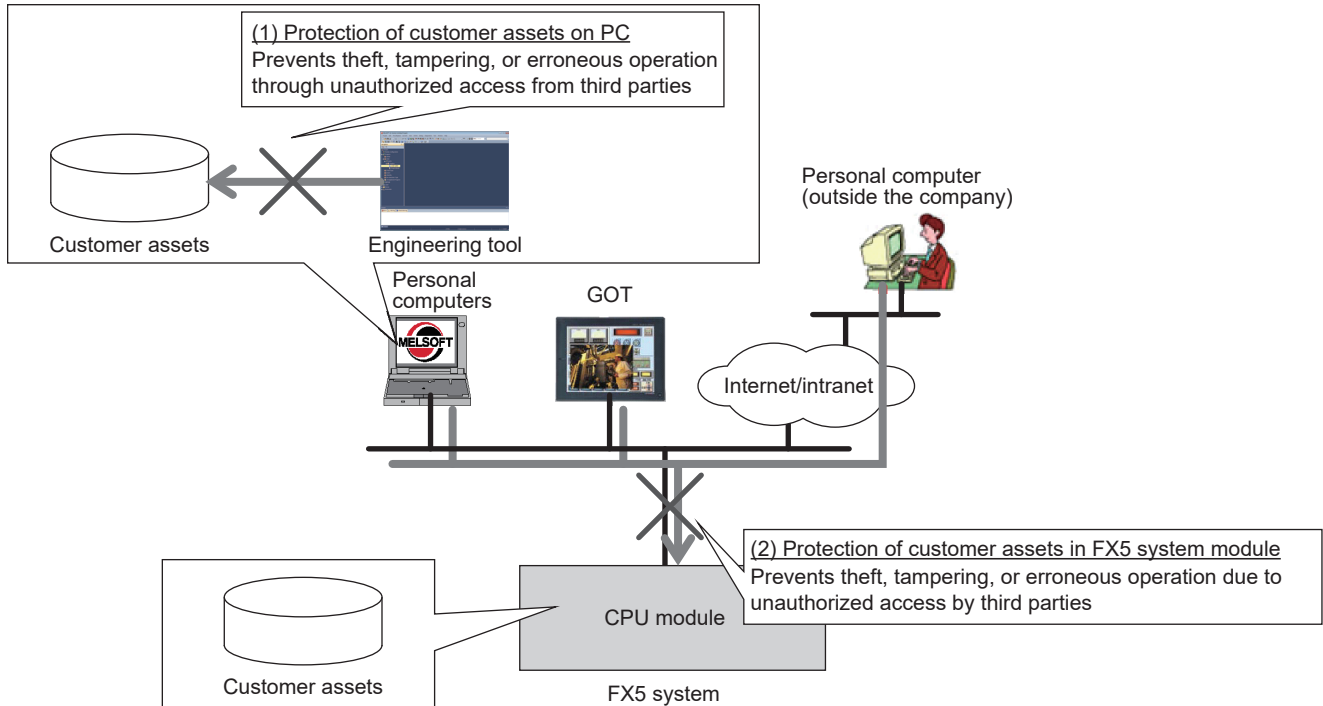 (1) Protection of customer assets on PC
Prevents theft, tampering, or erroneous operation
through unauthorized access from third parties
Customer assets
Engineering tool
Personal computer
(outside the company)
Personal
computers
GOT
MELSOFT
Internet/intranet
(2) Protection of customer assets in FX5 system module
Prevents theft, tampering, or erroneous operation due to
unauthorized access by third parties
CPU module
Customer assets
FX5 system